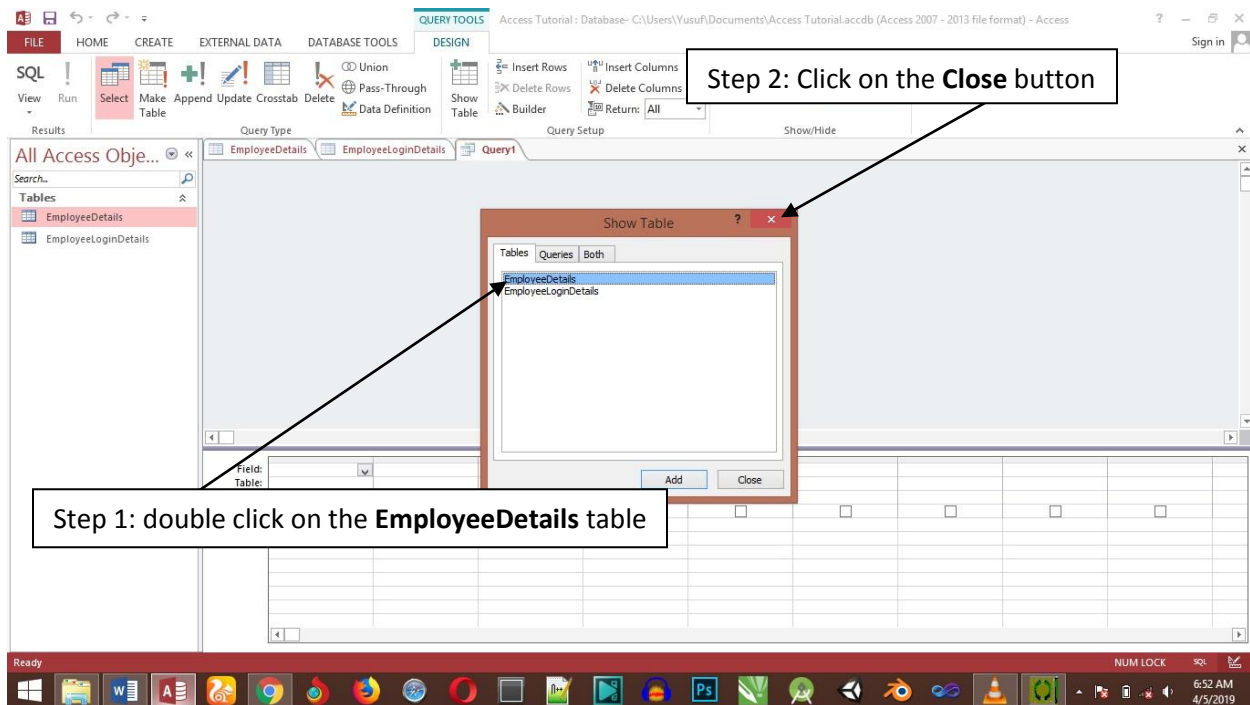 QUERY TOOLS Access Tutorial : Database- C:\Users\Yusuf\Documents\Access Tutorial.accdb (Access 2007 - 2013 file format) - Access ?
FILE HOME CREATE EXTERNAL DATA DATABASE TOOLS DESIGN Sign in
SQL View
Run
Select
Make Table
Append
Update
Crosstab
Delete
Union
Pass-Through
Data Definition
Show Table
Insert Rows
Delete Rows
Builder
Insert Columns
Delete Columns
Return: All
Results Query Type Query Setup Show/Hide
Step 2: Click on the Close button
All Access Obje... «
Search..
Tables
EmployeeDetails
EmployeeLoginDetails
EmployeeDetails EmployeeLoginDetails Query1
Show Table ?
Tables Queries Both
EmployeeDetails
EmployeeLoginDetails
Add Close
Field:
Table:
Step 1: double click on the EmployeeDetails table
Ready NUM LOCK SQL
Ps
6:52 AM
4/5/2019